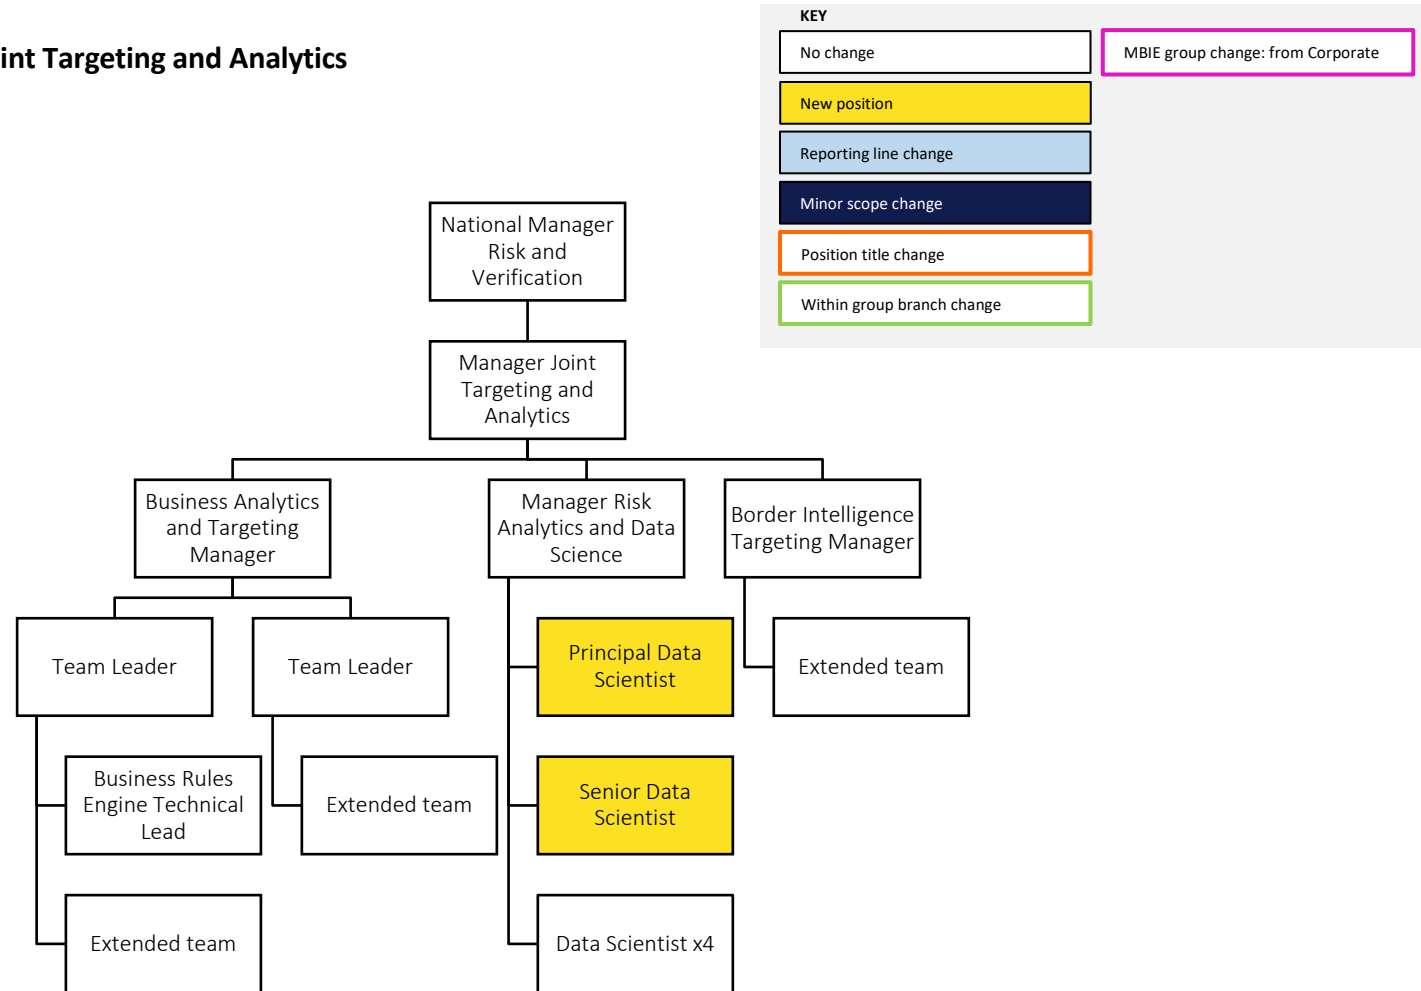 KEY
int Targeting and Analytics
No change
MBIE group change: from Corporate
New position
Reporting line change
Minor scope change
Position title change
Within group branch change
National Manager
Risk and
Verification
Manager Joint
Targeting and
Analytics
Business Analytics
and Targeting
Manager
Manager Risk
Analytics and Data
Science
Border Intelligence
Targeting Manager
Team Leader
Team Leader
Principal Data
Scientist
Extended team
Business Rules
Engine Technical
Lead
Extended team
Senior Data
Scientist
Extended team
Data Scientist x4